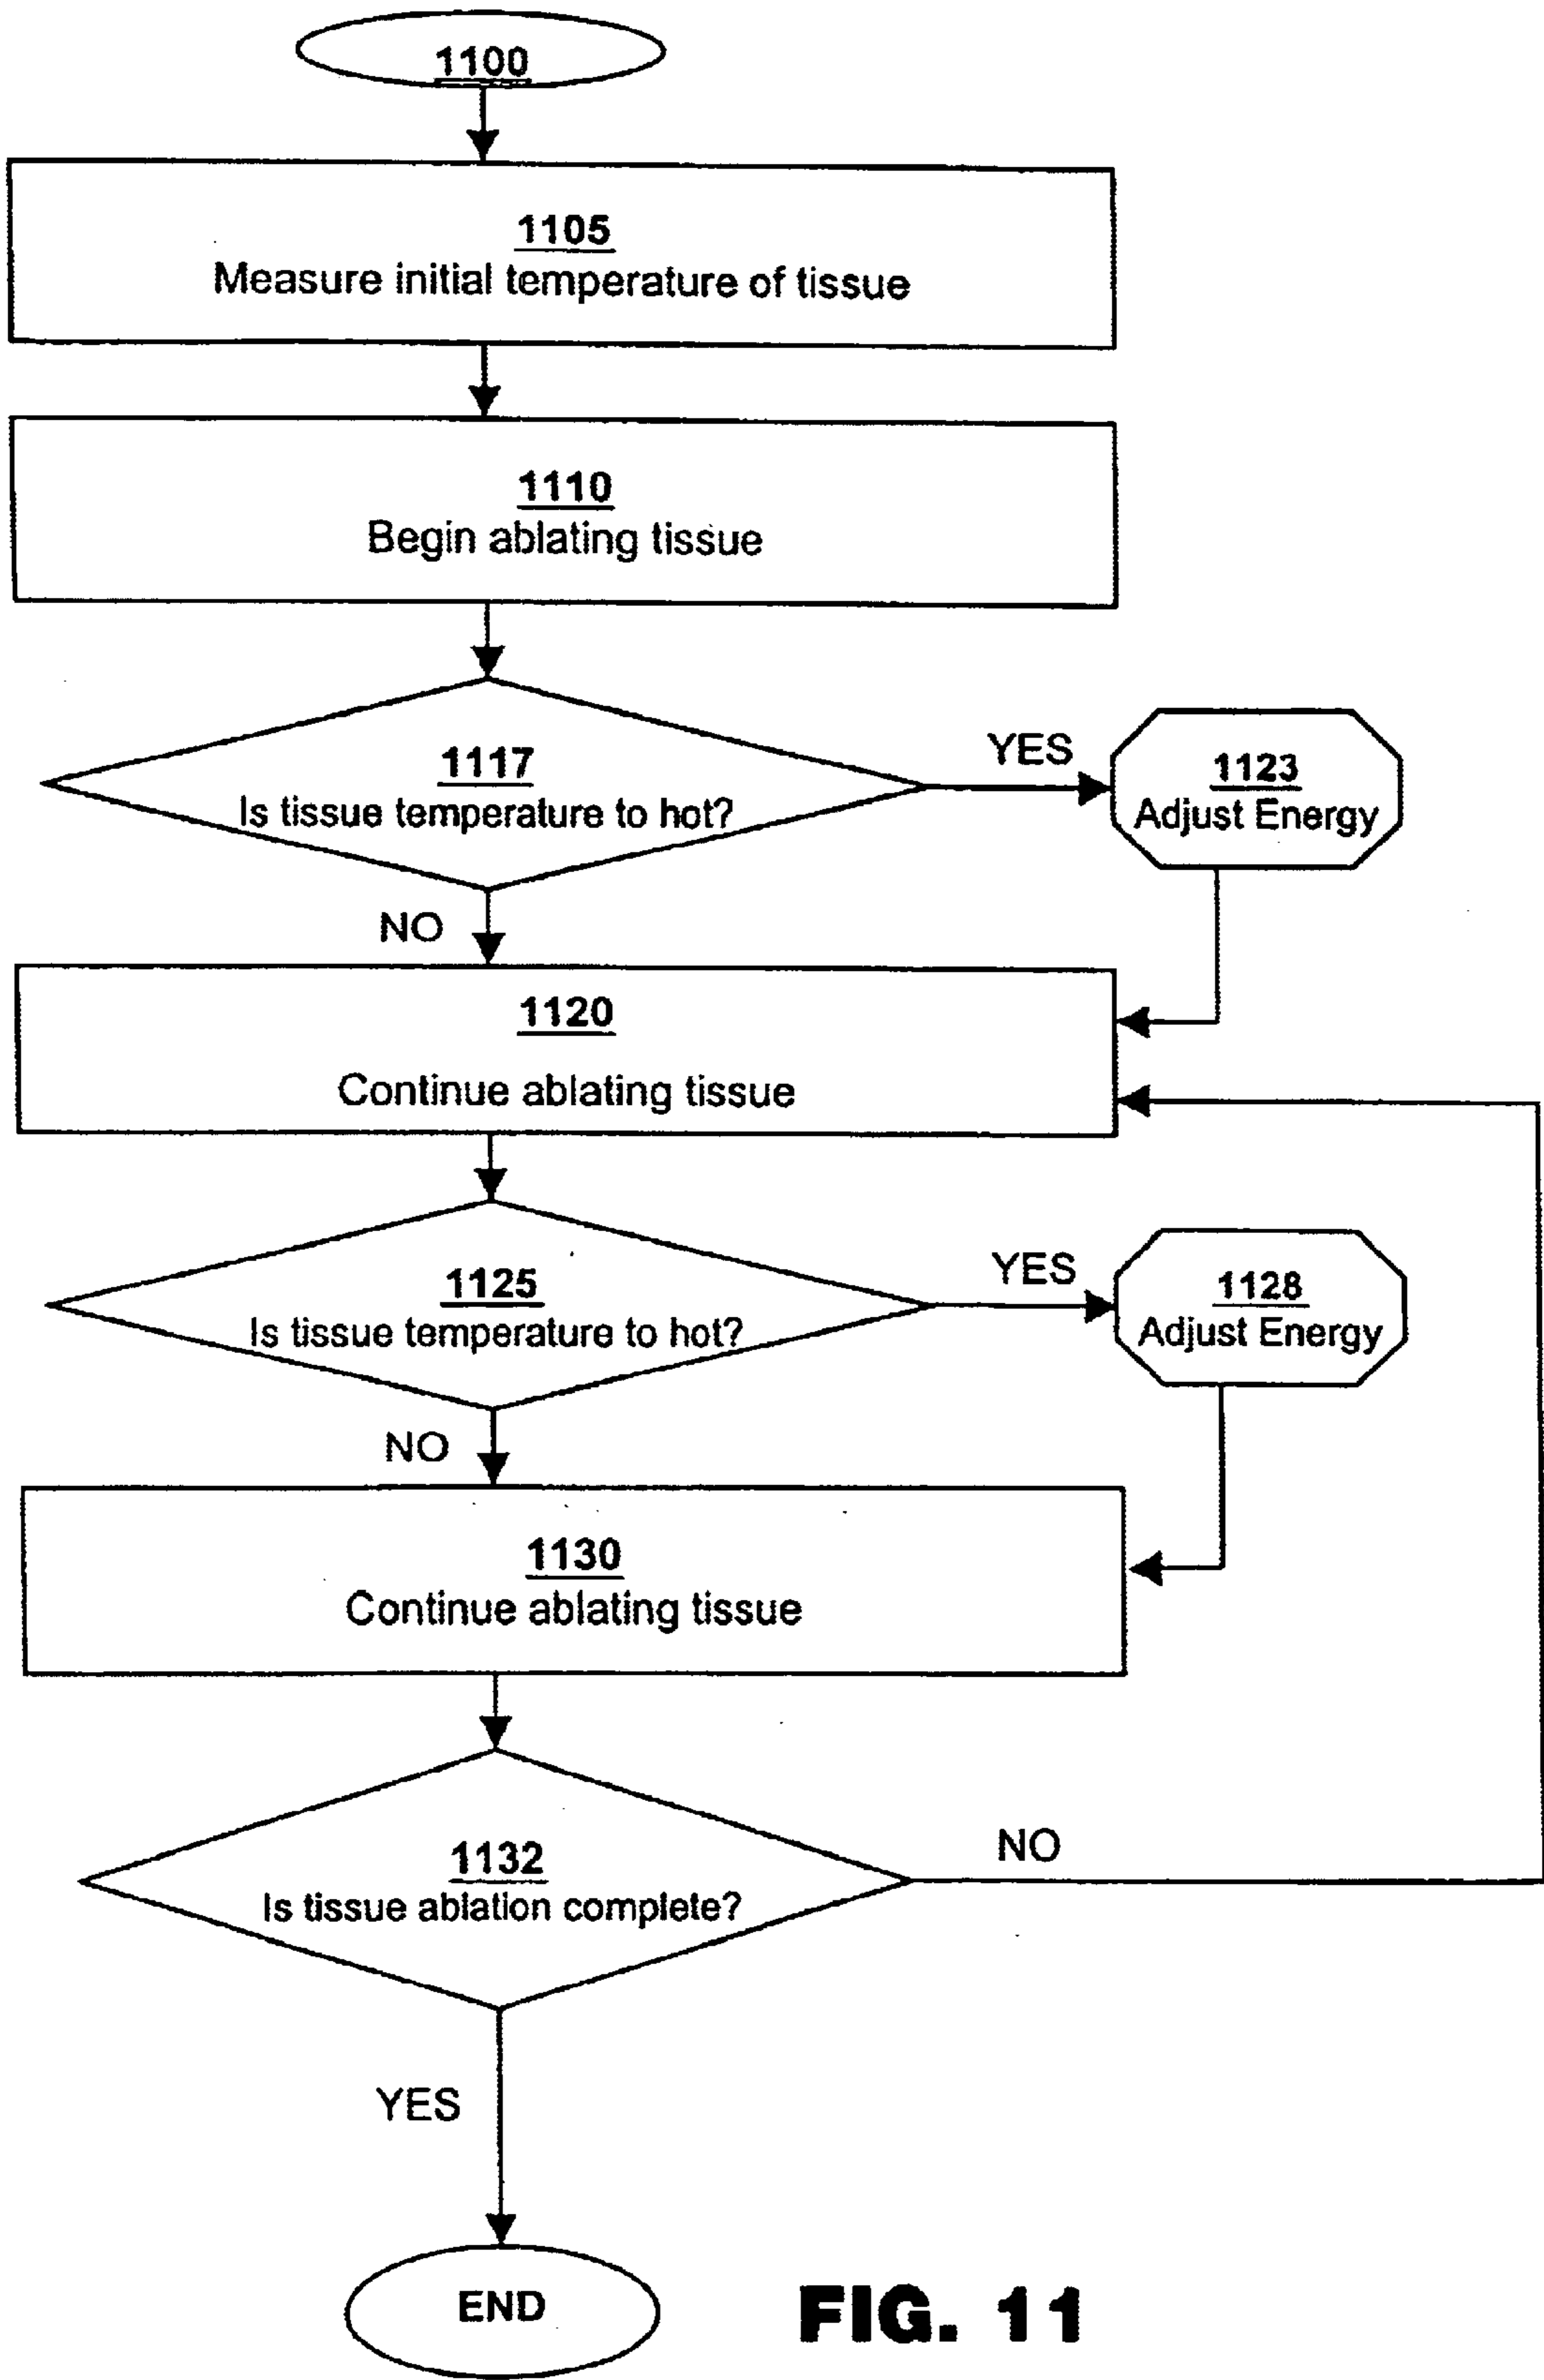 1100
1105
Measure initial temperature of tissue
1110
Begin ablating tissue
1117
Is tissue temperature to hot?
YES
1123
Adjust Energy
NO
1120
Continue ablating tissue
1125
Is tissue temperature to hot?
YES
1128
Adjust Energy
NO
1130
Continue ablating tissue
1132
Is tissue ablation complete?
NO
YES
END
FIG. 11